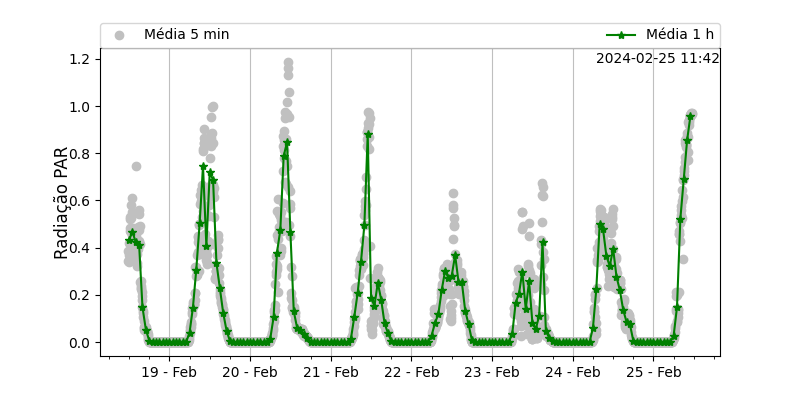 Média 5 min
Média 1 h
2024-02-25 11:42
Radiação PAR
1.2
1.0
0.8
0.6
0.4
0.2
0.0
19 - Feb
20 - Feb
21 - Feb
22 - Feb
23 - Feb
24 - Feb
25 - Feb